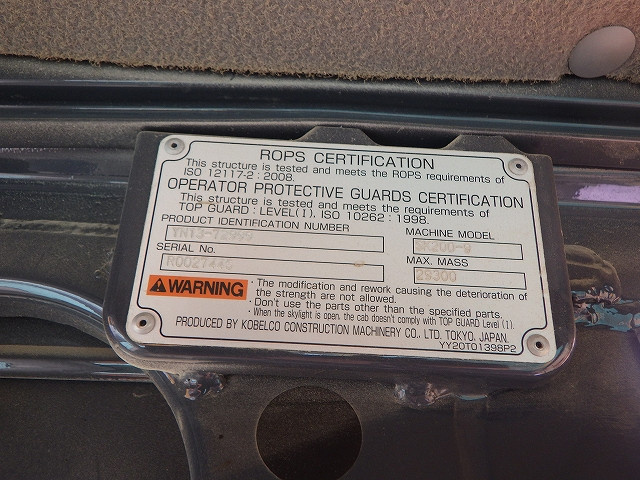 ROPS CERTIFICATION
This structure is tested and meets the ROPS requirements of
ISO 12117-2 : 2008.
OPERATOR PROTECTIVE GUARDS CERTIFICATION
This structure is tested and meets the requirements of
TOP GUARD : LEVEL(I), ISO 10262 : 1998.
PRODUCT IDENTIFICATION NUMBER
MACHINE MODEL
SERIAL No.
MAX. MASS
29300
WARNING
· The modification and rework causing the deterioration of
the strength are not allowed.
· Don't use the parts other than the specified parts.
· When the skylight is open, the cab doesn't comply with TOP GUARD Level (I).
PRODUCED BY KOBELCO CONSTRUCTION MACHINERY CO., LTD. TOKYO, JAPAN.
YY20T01398P2